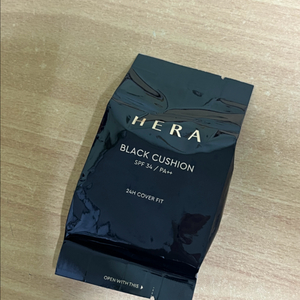 HERA
BLACK CUSHION
SPF 34 / PA++
24H COVER FIT
OPEN WITH THIS ▶